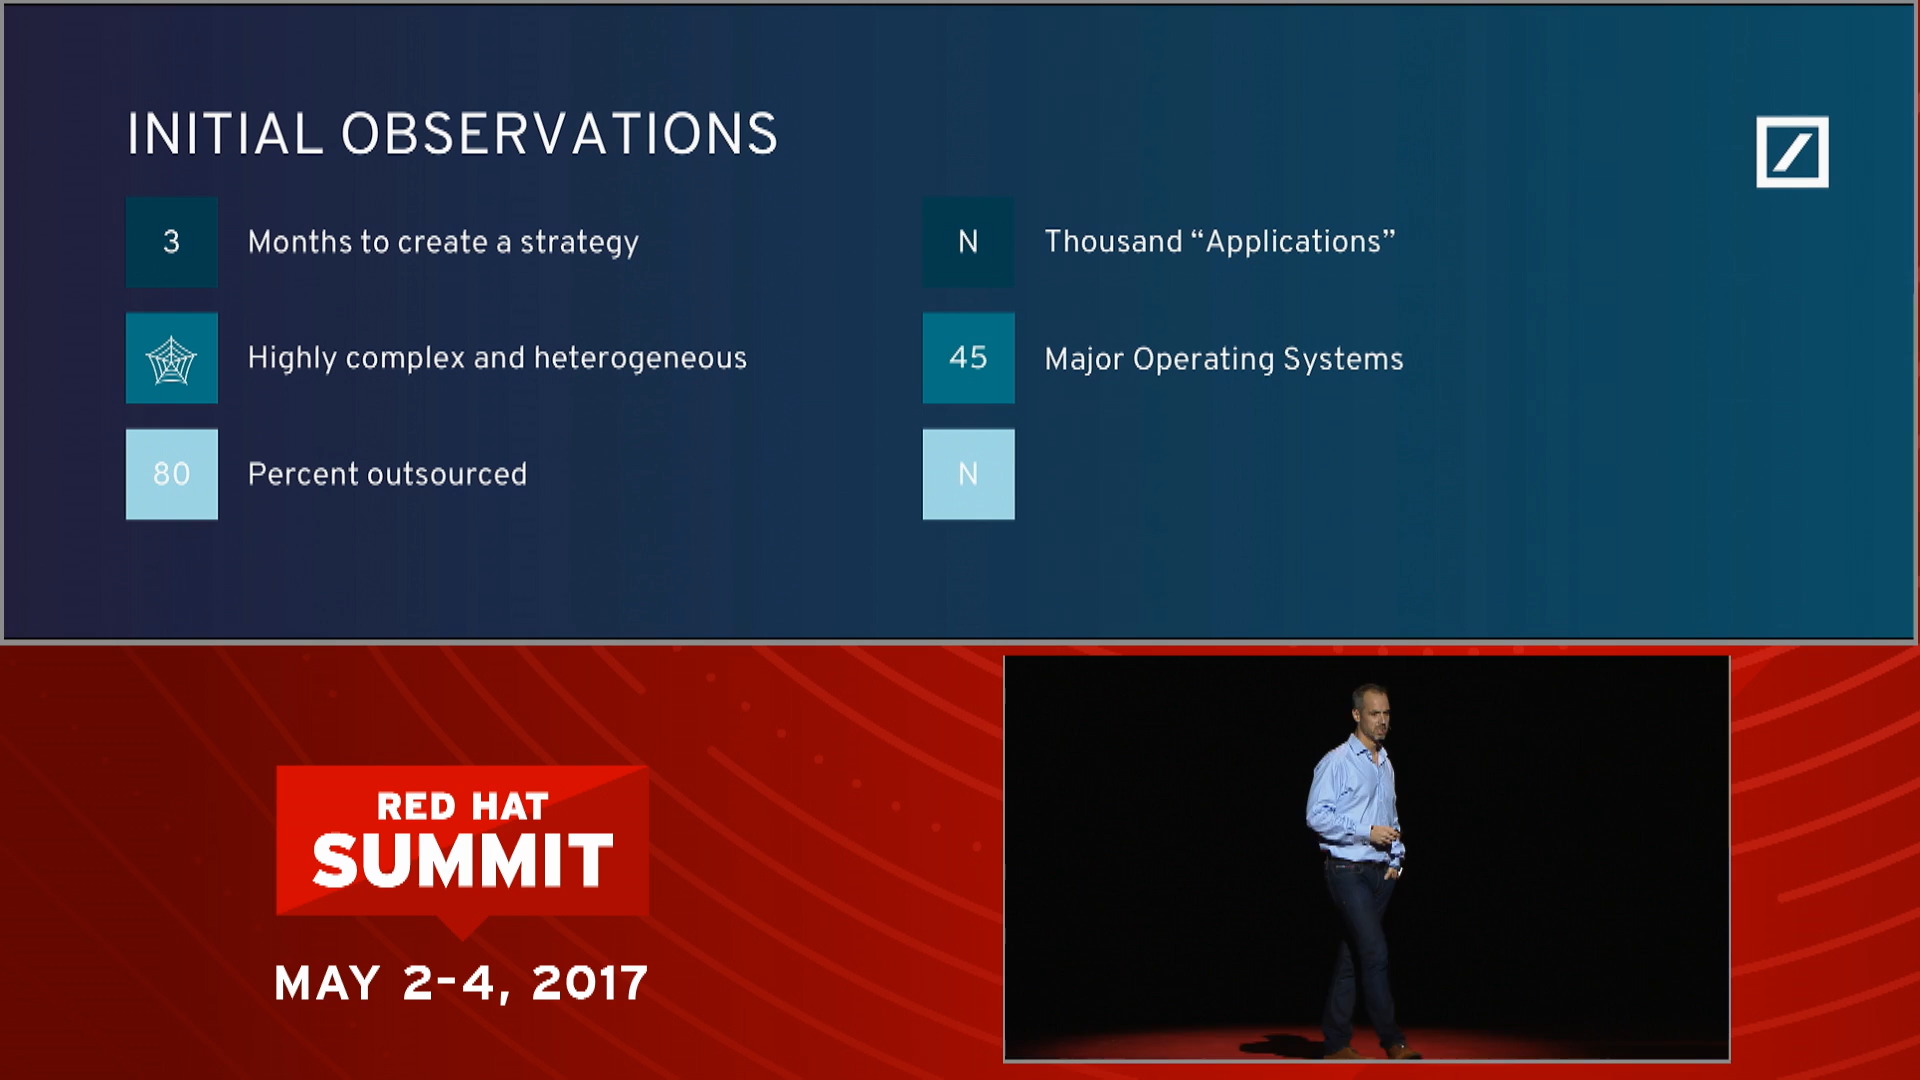 INITIAL OBSERVATIONS
3 Months to create a strategy
Highly complex and heterogeneous
80 Percent outsourced
N Thousand “Applications”
45 Major Operating Systems
N
RED HAT
SUMMIT
MAY 2-4, 2017